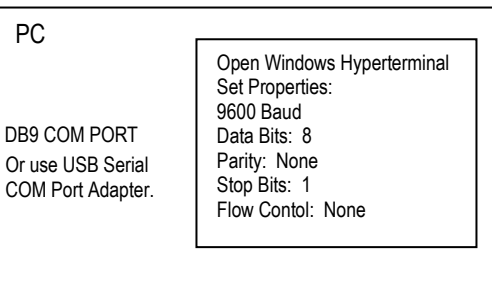 PC
Open Windows Hyperterminal
Set Properties:
9600 Baud
Data Bits: 8
Parity: None
Stop Bits: 1
Flow Contol: None
DB9 COM PORT
Or use USB Serial
COM Port Adapter.